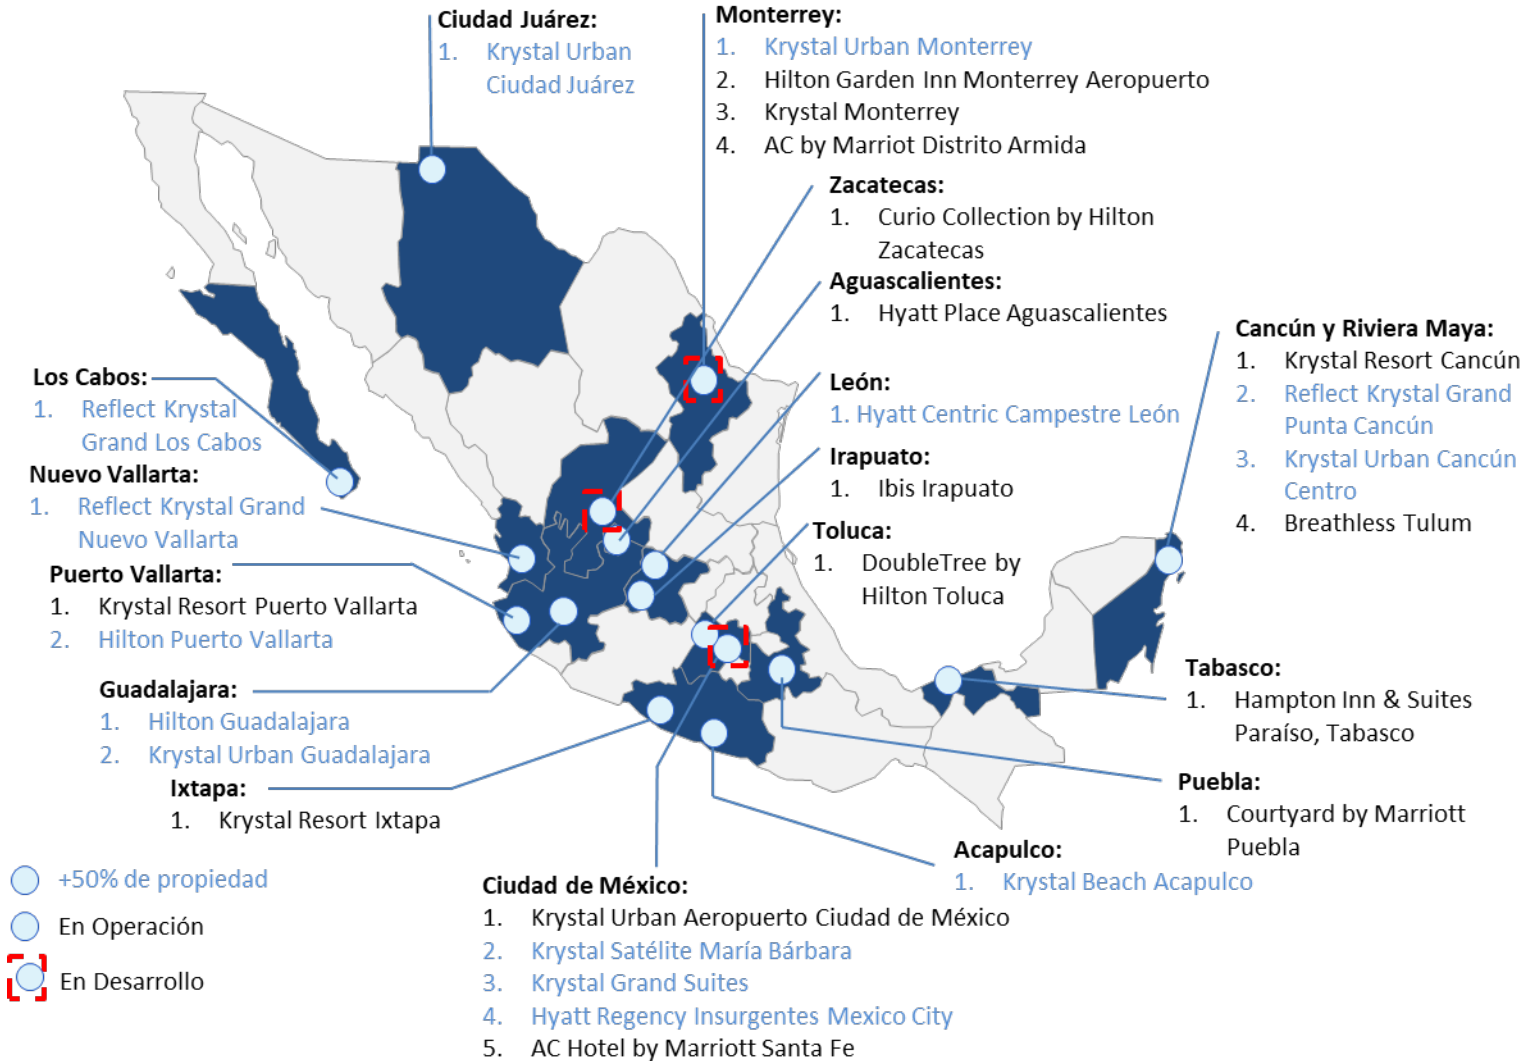 Ciudad Juárez:
1. Krystal Urban
Ciudad Juárez
Monterrey:
1. Krystal Urban Monterrey
2. Hilton Garden Inn Monterrey Aeropuerto
3. Krystal Monterrey
4. AC by Marriot Distrito Armida
Zacatecas:
1. Curio Collection by Hilton
Zacatecas
Aguascalientes:
1. Hyatt Place Aguascalientes
León:
1. Hyatt Centric Campestre León
Irapuato:
1. Ibis Irapuato
Toluca:
1. DoubleTree by
Hilton Toluca
Cancún y Riviera Maya:
1. Krystal Resort Cancún
2. Reflect Krystal Grand
Punta Cancún
3. Krystal Urban Cancún
Centro
4. Breathless Tulum
Los Cabos:
1. Reflect Krystal
Grand Los Cabos
Nuevo Vallarta:
1. Reflect Krystal Grand
Nuevo Vallarta
Puerto Vallarta:
1. Krystal Resort Puerto Vallarta
2. Hilton Puerto Vallarta
Guadalajara:
1. Hilton Guadalajara
2. Krystal Urban Guadalajara
Ixtapa:
1. Krystal Resort Ixtapa
Tabasco:
1. Hampton Inn & Suites
Paraíso, Tabasco
Puebla:
1. Courtyard by Marriott
Puebla
Acapulco:
1. Krystal Beach Acapulco
Ciudad de México:
1. Krystal Urban Aeropuerto Ciudad de México
2. Krystal Satélite María Bárbara
3. Krystal Grand Suites
4. Hyatt Regency Insurgentes Mexico City
5. AC Hotel by Marriott Santa Fe
+50% de propiedad
En Operación
En Desarrollo